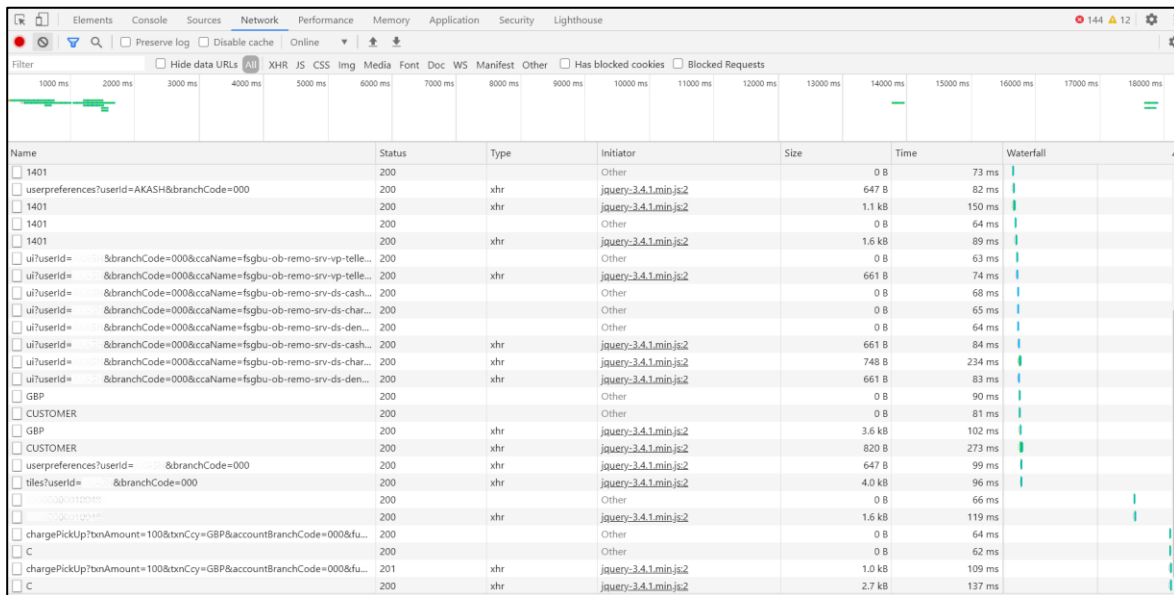 Elements Console Sources Network Performance Memory Application Security Lighthouse 144 12
Preserve log Disable cache Online
Filter Hide data URLs All XHR JS CSS Img Media Font Doc WS Manifest Other Has blocked cookies Blocked Requests
1000 ms 2000 ms 3000 ms 4000 ms 5000 ms 6000 ms 7000 ms 8000 ms 9000 ms 10000 ms 11000 ms 12000 ms 13000 ms 14000 ms 15000 ms 16000 ms 17000 ms 18000 ms
Name Status Type Initiator Size Time Waterfall
1401 200 Other 0 B 73 ms
userpreferences?userId=AKASH&branchCode=000 200 xhr jquery-3.4.1.min.js:2 647 B 82 ms
1401 200 xhr jquery-3.4.1.min.js:2 1.1 kB 150 ms
1401 200 Other 0 B 64 ms
1401 200 xhr jquery-3.4.1.min.js:2 1.6 kB 89 ms
ui?userId= &branchCode=000&ccaName=fsgbu-ob-remo-srv-vp-telle... 200 Other 0 B 63 ms
ui?userId= &branchCode=000&ccaName=fsgbu-ob-remo-srv-vp-telle... 200 xhr jquery-3.4.1.min.js:2 661 B 74 ms
ui?userId= &branchCode=000&ccaName=fsgbu-ob-remo-srv-ds-cash... 200 Other 0 B 68 ms
ui?userId= &branchCode=000&ccaName=fsgbu-ob-remo-srv-ds-char... 200 Other 0 B 65 ms
ui?userId= &branchCode=000&ccaName=fsgbu-ob-remo-srv-ds-den... 200 Other 0 B 64 ms
ui?userId= &branchCode=000&ccaName=fsgbu-ob-remo-srv-ds-cash... 200 xhr jquery-3.4.1.min.js:2 661 B 84 ms
ui?userId= &branchCode=000&ccaName=fsgbu-ob-remo-srv-ds-char... 200 xhr jquery-3.4.1.min.js:2 748 B 234 ms
ui?userId= &branchCode=000&ccaName=fsgbu-ob-remo-srv-ds-den... 200 xhr jquery-3.4.1.min.js:2 661 B 83 ms
GBP 200 Other 0 B 90 ms
CUSTOMER 200 Other 0 B 81 ms
GBP 200 xhr jquery-3.4.1.min.js:2 3.6 kB 102 ms
CUSTOMER 200 xhr jquery-3.4.1.min.js:2 820 B 273 ms
userpreferences?userId= &branchCode=000 200 xhr jquery-3.4.1.min.js:2 647 B 99 ms
tiles?userId= &branchCode=000 200 xhr jquery-3.4.1.min.js:2 4.0 kB 96 ms
200 Other 0 B 66 ms
200 xhr jquery-3.4.1.min.js:2 1.6 kB 119 ms
chargePickUp?txnAmount=100&txnCcy=GBP&accountBranchCode=000&fu... 200 Other 0 B 64 ms
C 200 Other 0 B 62 ms
chargePickUp?txnAmount=100&txnCcy=GBP&accountBranchCode=000&fu... 201 xhr jquery-3.4.1.min.js:2 1.0 kB 109 ms
C 200 xhr jquery-3.4.1.min.js:2 2.7 kB 137 ms